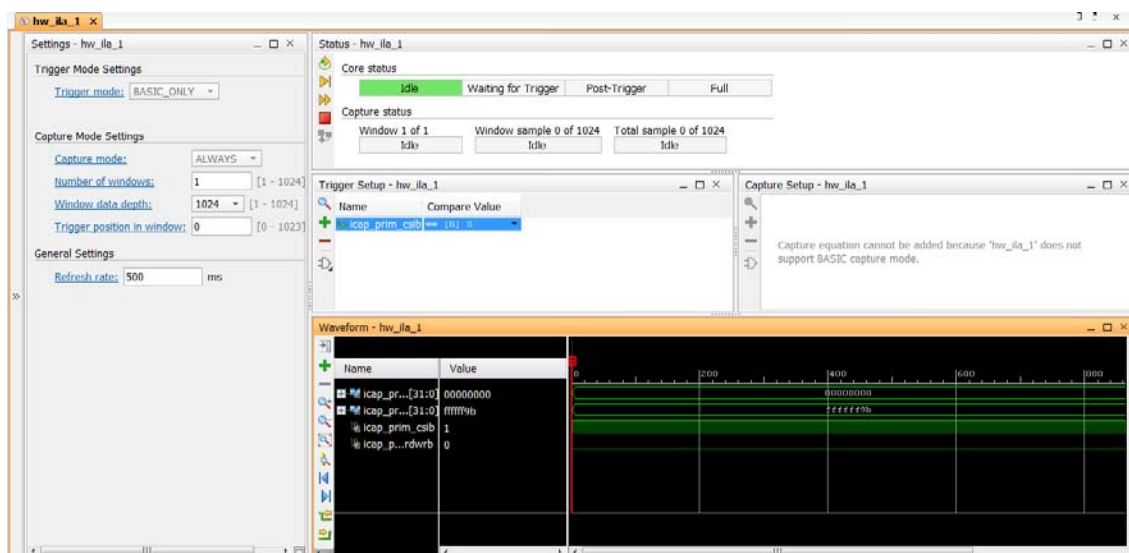 hw_ila_1
Settings - hw_ila_1
Trigger Mode Settings
Trigger mode: BASIC_ONLY
Capture Mode Settings
Capture mode: ALWAYS
Number of windows: 1 [1 - 1024]
Window data depth: 1024 [1 - 1024]
Trigger position in window: 0 [0 - 1023]
General Settings
Refresh rate: 500 ms
Status - hw_ila_1
Core status
Idle Waiting for Trigger Post-Trigger Full
Capture status
Window 1 of 1 Window sample 0 of 1024 Total sample 0 of 1024
Idle Idle Idle
Trigger Setup - hw_ila_1
Name Compare Value
icap_prim_csib == [B] 0
Capture Setup - hw_ila_1
Capture equation cannot be added because 'hw_ila_1' does not
support BASIC capture mode.
Waveform - hw_ila_1
Name Value
0 200 400 600 800
icap_pr...[31:0] 00000000 00000000
icap_pr...[31:0] ffffff9b ffffff9b
icap_prim_csib 1
icap_p...rdwrb 0